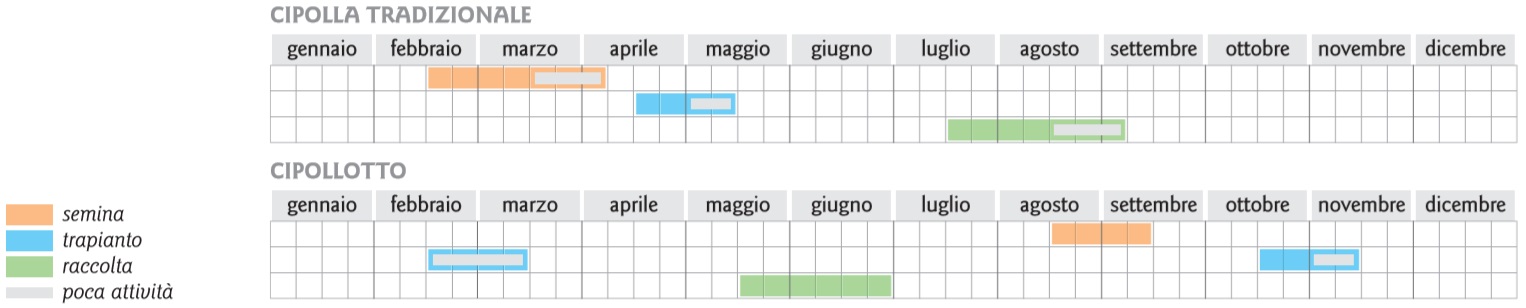 CIPOLLA TRADIZIONALE
gennaio febbraio marzo aprile maggio giugno luglio agosto settembre ottobre novembre dicembre
CIPOLLOTTO
gennaio febbraio marzo aprile maggio giugno luglio agosto settembre ottobre novembre dicembre
semina
trapianto
raccolta
poca attività